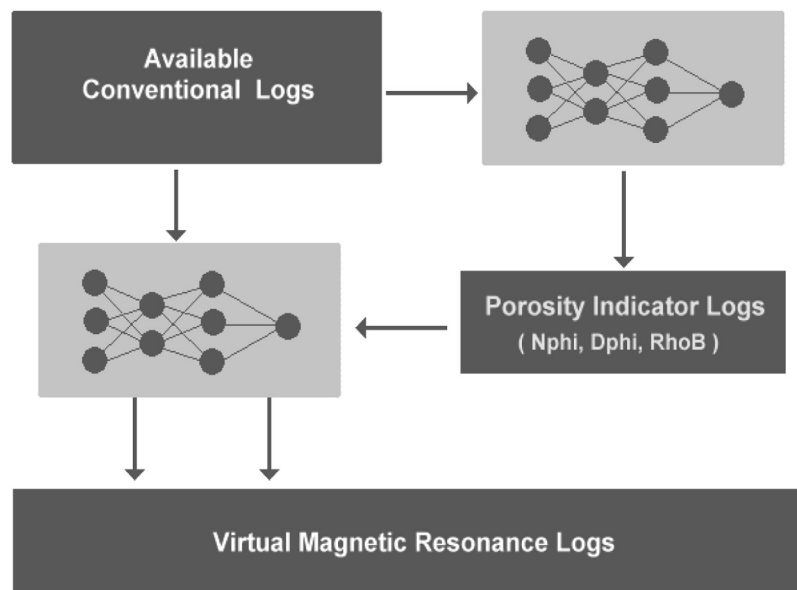 Available
Conventional Logs
Porosity Indicator Logs
( Nphi, Dphi, RhoB )
Virtual Magnetic Resonance Logs